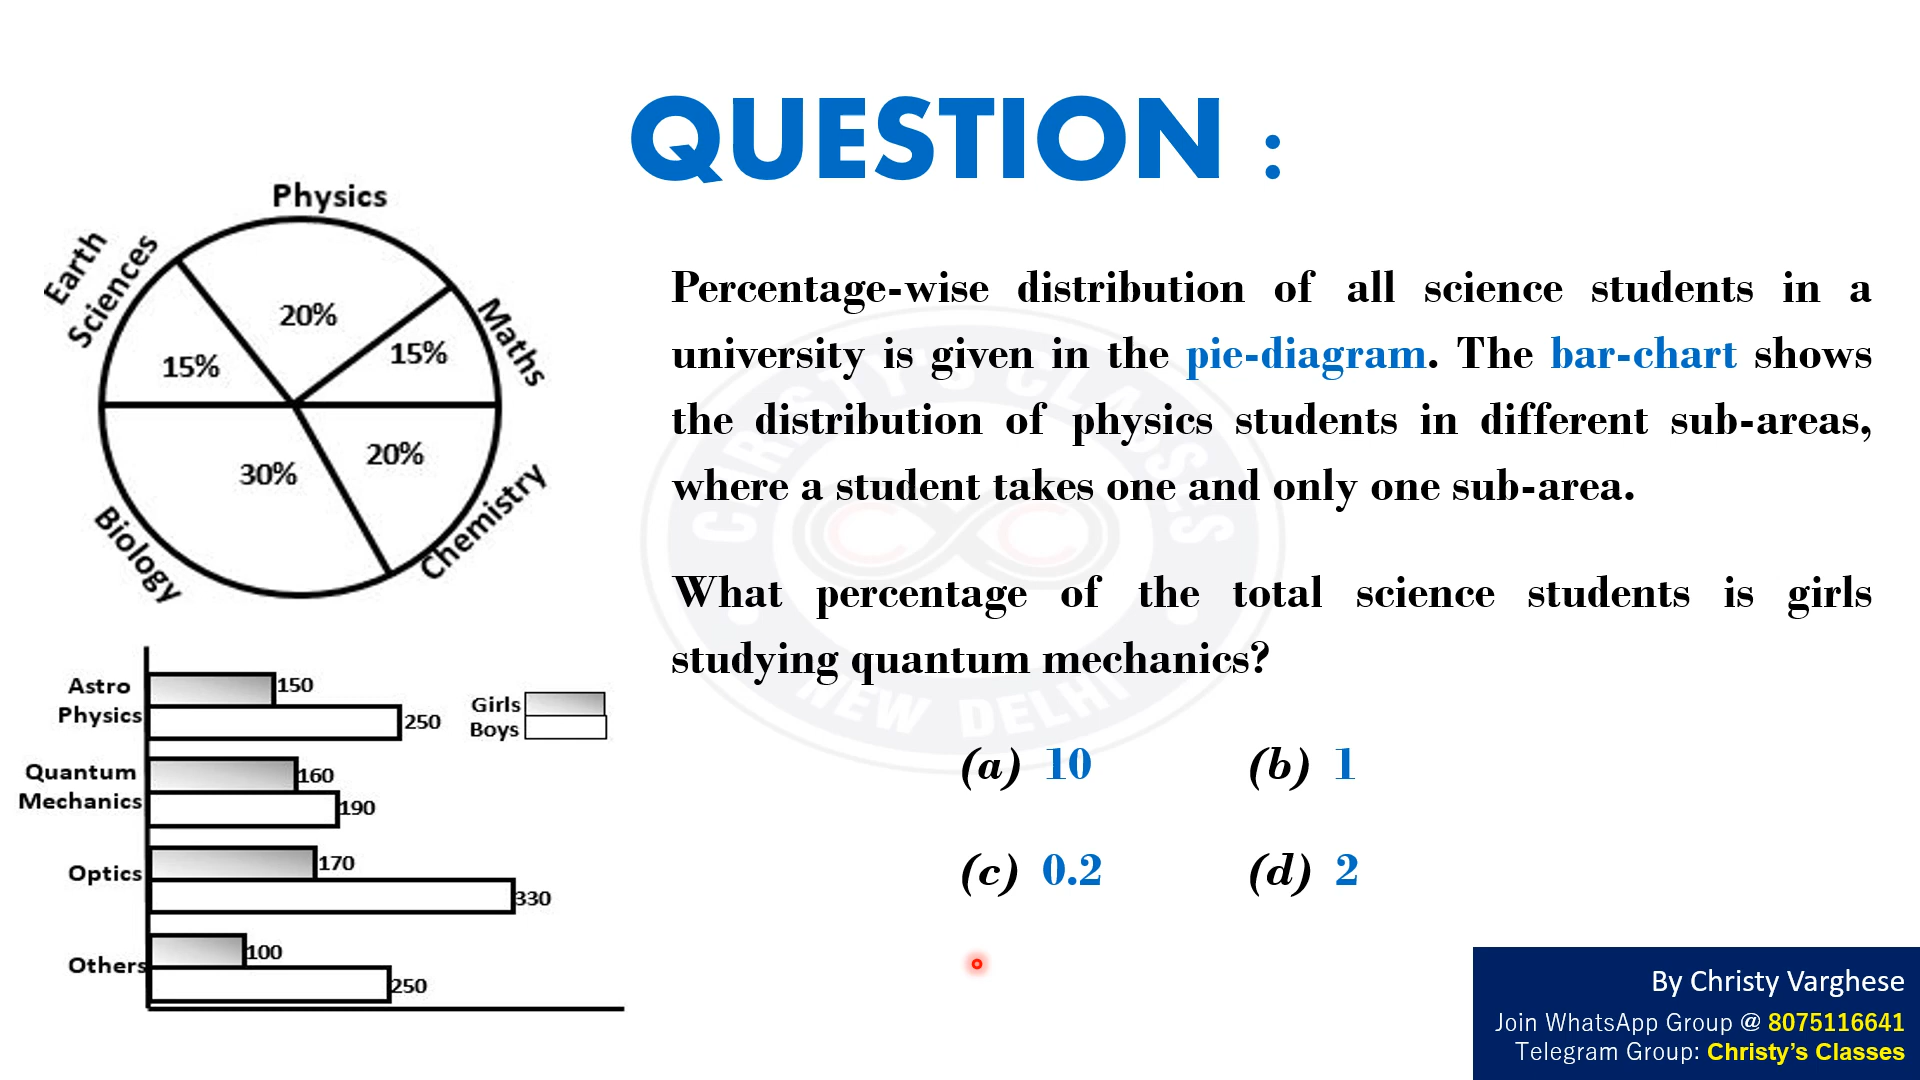 QUESTION :
Physics
Earth
Sciences
Maths
20%
15%
15%
20%
30%
Biology
Chemistry
Astro
Physics
150
250
Girls
Boys
Quantum
Mechanics
160
190
Optics
170
330
Others
100
250
Percentage-wise distribution of all science students in a
university is given in the pie-diagram. The bar-chart shows
the distribution of physics students in different sub-areas,
where a student takes one and only one sub-area.
What percentage of the total science students is girls
studying quantum mechanics?
(a) 10
(b) 1
(c) 0.2
(d) 2
CIRSTY'S CLASSES
NEW DELHI
By Christy Varghese
Join WhatsApp Group @ 8075116641
Telegram Group: Christy's Classes